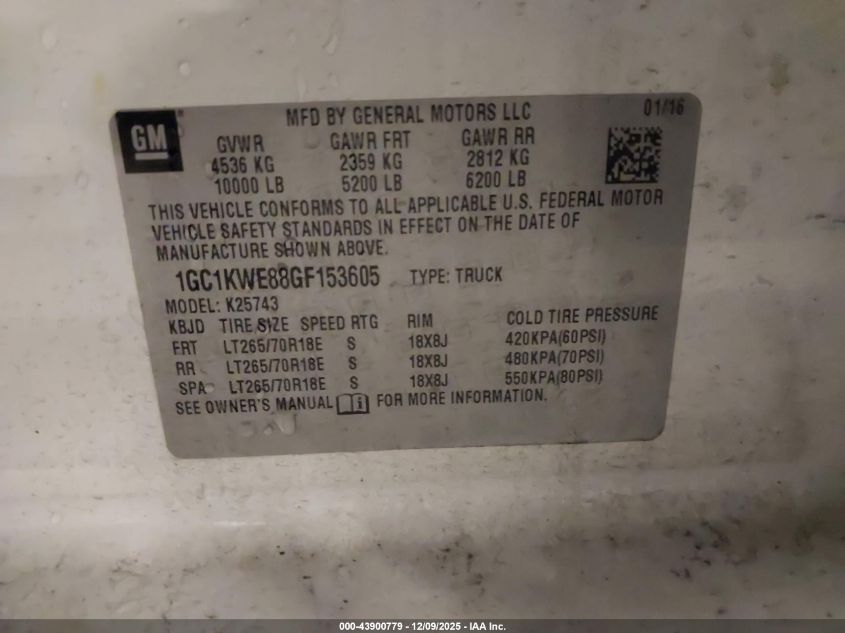 GM
MFD BY GENERAL MOTORS LLC 01/16
GVWR GAWR FRT GAWR RR
4536 KG 2359 KG 2812 KG
10000 LB 5200 LB 6200 LB
THIS VEHICLE CONFORMS TO ALL APPLICABLE U.S. FEDERAL MOTOR
VEHICLE SAFETY STANDARDS IN EFFECT ON THE DATE OF
MANUFACTURE SHOWN ABOVE.
1GC1KWE88GF153605 TYPE: TRUCK
MODEL: K25743
KBJD TIRE SIZE SPEED RTG RIM COLD TIRE PRESSURE
FRT LT265/70R18E S 18X8J 420KPA(60PSI)
RR LT265/70R18E S 18X8J 480KPA(70PSI)
SPA LT265/70R18E S 18X8J 550KPA(80PSI)
SEE OWNER'S MANUAL i FOR MORE INFORMATION.
000-43900779 - 12/09/2025 - IAA Inc.